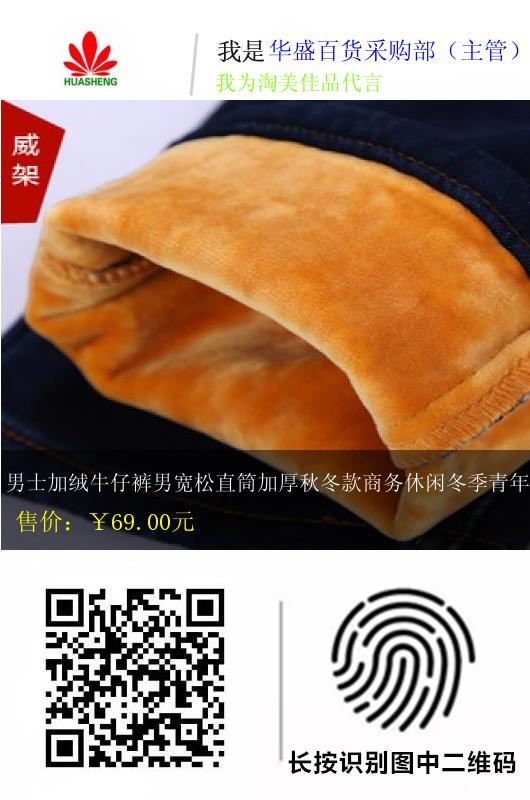 HUASHENG
我是华盛百货采购部（主管）
我为淘美佳品代言
威
架
男士加绒牛仔裤男宽松直筒加厚秋冬款商务休闲冬季青年
售价：￥69.00元
长按识别图中二维码